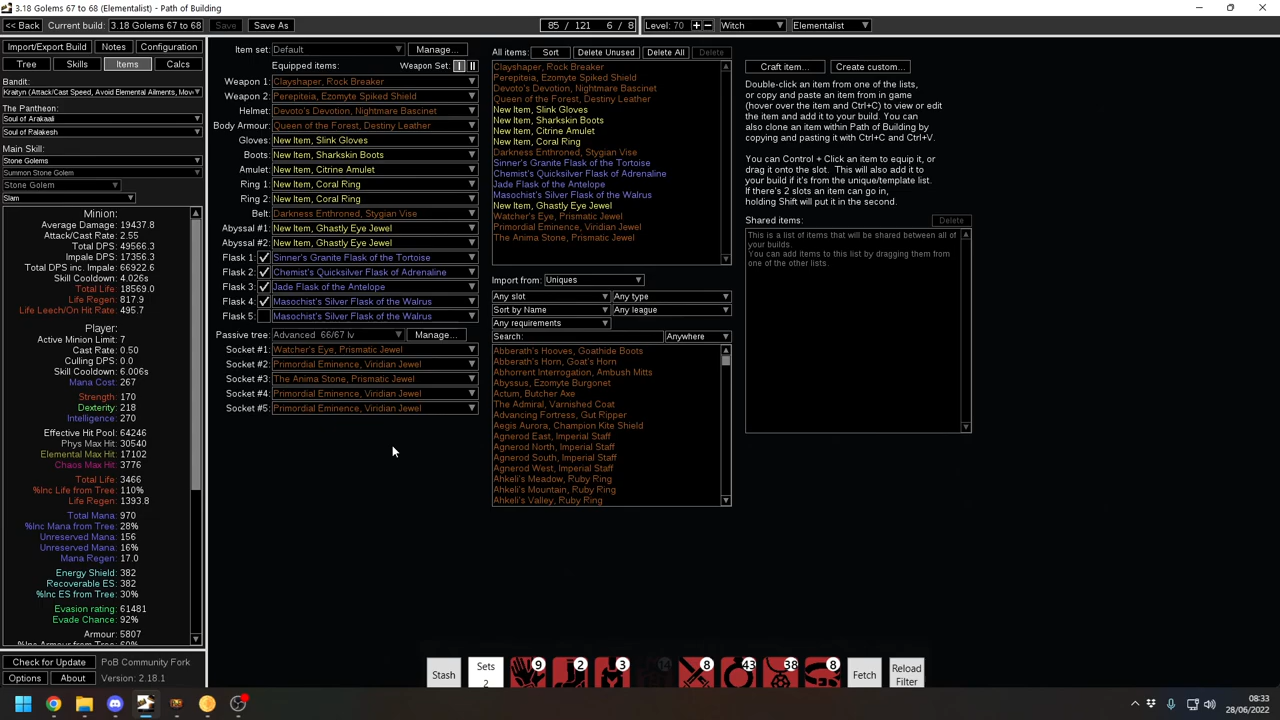 3.18 Golems 67 to 68 (Elementalist) - Path of Building
<< Back
Current build: 3.18 Golems 67 to 68
Save
Save As
85 / 121 6 / 8
Level: 70
+
-
Witch
Elementalist
Import/Export Build
Notes
Configuration
Tree
Skills
Items
Calcs
Bandit:
Kraityn (Attack/Cast Speed, Avoid Elemental Ailments, Mov
The Pantheon:
Soul of Arakaali
Soul of Ralakesh
Main Skill:
Stone Golems
Summon Stone Golem
Stone Golem
Slam
Minion:
Average Damage: 19437.8
Attack/Cast Rate: 2.55
Total DPS: 49566.3
Impale DPS: 17356.3
Total DPS inc. Impale: 66922.6
Skill Cooldown: 4.026s
Total Life: 18569.0
Life Regen: 817.9
Life Leech/On Hit Rate: 495.7
Player:
Active Minion Limit: 7
Cast Rate: 0.50
Culling DPS: 0.0
Skill Cooldown: 6.006s
Mana Cost: 267
Strength: 170
Dexterity: 218
Intelligence: 270
Effective Hit Pool: 64246
Phys Max Hit: 30540
Elemental Max Hit: 17102
Chaos Max Hit: 3776
Total Life: 3466
%Inc Life from Tree: 110%
Life Regen: 1393.8
Total Mana: 970
%Inc Mana from Tree: 28%
Unreserved Mana: 156
Unreserved Mana: 16%
Mana Regen: 17.0
Energy Shield: 382
Recoverable ES: 382
%Inc ES from Tree: 30%
Evasion rating: 61481
Evade Chance: 92%
Armour: 5807
%Inc Armour from Tree: 60%
Check for Update
PoB Community Fork
Options
About
Version: 2.18.1
Item set: Default
Manage...
Equipped items:
Weapon Set: I II
Weapon 1: Clayshaper, Rock Breaker
Weapon 2: Perepiteia, Ezomyte Spiked Shield
Helmet: Devoto's Devotion, Nightmare Bascinet
Body Armour: Queen of the Forest, Destiny Leather
Gloves: New Item, Slink Gloves
Boots: New Item, Sharkskin Boots
Amulet: New Item, Citrine Amulet
Ring 1: New Item, Coral Ring
Ring 2: New Item, Coral Ring
Belt: Darkness Enthroned, Stygian Vise
Abyssal #1: New Item, Ghastly Eye Jewel
Abyssal #2: New Item, Ghastly Eye Jewel
Flask 1: Sinner's Granite Flask of the Tortoise
Flask 2: Chemist's Quicksilver Flask of Adrenaline
Flask 3: Jade Flask of the Antelope
Flask 4: Masochist's Silver Flask of the Walrus
Flask 5: Masochist's Silver Flask of the Walrus
Passive tree: Advanced 66/67 lv
Manage...
Socket #1: Watcher's Eye, Prismatic Jewel
Socket #2: Primordial Eminence, Viridian Jewel
Socket #3: The Anima Stone, Prismatic Jewel
Socket #4: Primordial Eminence, Viridian Jewel
Socket #5: Primordial Eminence, Viridian Jewel
All items:
Sort
Delete Unused
Delete All
Delete
Clayshaper, Rock Breaker
Perepiteia, Ezomyte Spiked Shield
Devoto's Devotion, Nightmare Bascinet
Queen of the Forest, Destiny Leather
New Item, Slink Gloves
New Item, Sharkskin Boots
New Item, Citrine Amulet
New Item, Coral Ring
Darkness Enthroned, Stygian Vise
Sinner's Granite Flask of the Tortoise
Chemist's Quicksilver Flask of Adrenaline
Jade Flask of the Antelope
Masochist's Silver Flask of the Walrus
New Item, Ghastly Eye Jewel
Watcher's Eye, Prismatic Jewel
Primordial Eminence, Viridian Jewel
The Anima Stone, Prismatic Jewel
Import from: Uniques
Any slot
Any type
Sort by Name
Any league
Any requirements
Search:
Anywhere
Abberath's Hooves, Goathide Boots
Abberath's Horn, Goat's Horn
Abhorrent Interrogation, Ambush Mitts
Abyssus, Ezomyte Burgonet
Actum, Butcher Axe
The Admiral, Varnished Coat
Advancing Fortress, Gut Ripper
Aegis Aurora, Champion Kite Shield
Agnerod East, Imperial Staff
Agnerod North, Imperial Staff
Agnerod South, Imperial Staff
Agnerod West, Imperial Staff
Ahkeli's Meadow, Ruby Ring
Ahkeli's Mountain, Ruby Ring
Ahkeli's Valley, Ruby Ring
Craft item...
Create custom...
Double-click an item from one of the lists,
or copy and paste an item from in game
(hover over the item and Ctrl+C) to view or edit
the item and add it to your build. You can
also clone an item within Path of Building by
copying and pasting it with Ctrl+C and Ctrl+V.
You can Control + Click an item to equip it, or
drag it onto the slot. This will also add it to
your build if it's from the unique/template list.
If there's 2 slots an item can go in,
holding Shift will put it in the second.
Shared items:
Delete
This is a list of items that will be shared between all of
your builds.
You can add items to this list by dragging them from
one of the other lists.
Stash
Sets
2
9
2
3
14
8
43
38
8
Fetch
Reload
Filter
08:33
28/06/2022